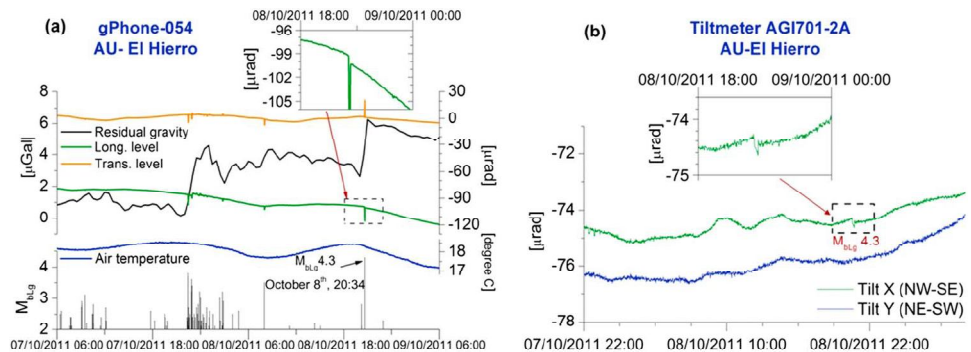 (a)
gPhone-054
AU- El Hierro
08/10/2011 18:00 09/10/2011 00:00
-96
-99
-102
-105
[µrad]
8
6
4
2
0
[µGal]
30
0
-30
-60
-90
-120
[µrad]
Residual gravity
Long. level
Trans. level
Air temperature
18
17
[degree C]
4
3
2
MbLg
MbLg 4.3
October 8th, 20:34
07/10/2011 06:00 07/10/2011 18:00 08/10/2011 06:00 08/10/2011 18:00 09/10/2011 06:00
(b)
Tiltmeter AGI701-2A
AU-El Hierro
08/10/2011 18:00 09/10/2011 00:00
-74
-75
[µrad]
-72
-74
-76
-78
[µrad]
MbLg 4.3
Tilt X (NW-SE)
Tilt Y (NE-SW)
07/10/2011 22:00 08/10/2011 10:00 08/10/2011 22:00